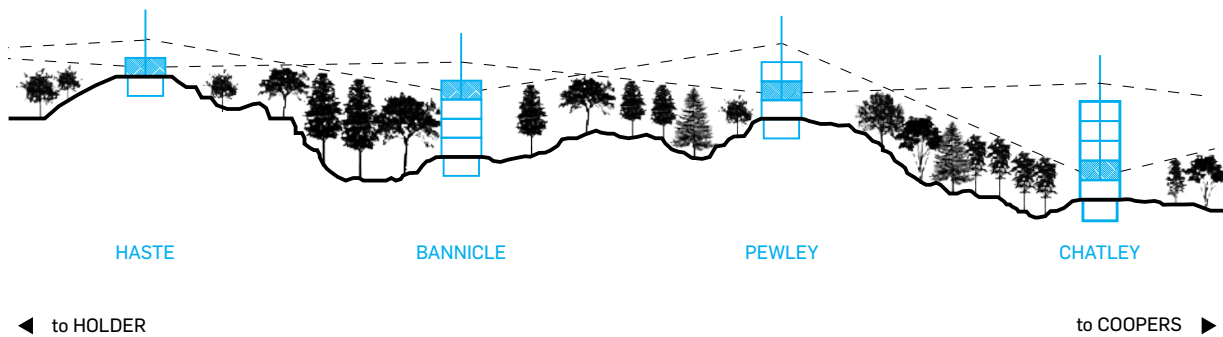 HASTE BANNICLE PEWLEY CHATLEY
◀ to HOLDER to COOPERS ▶